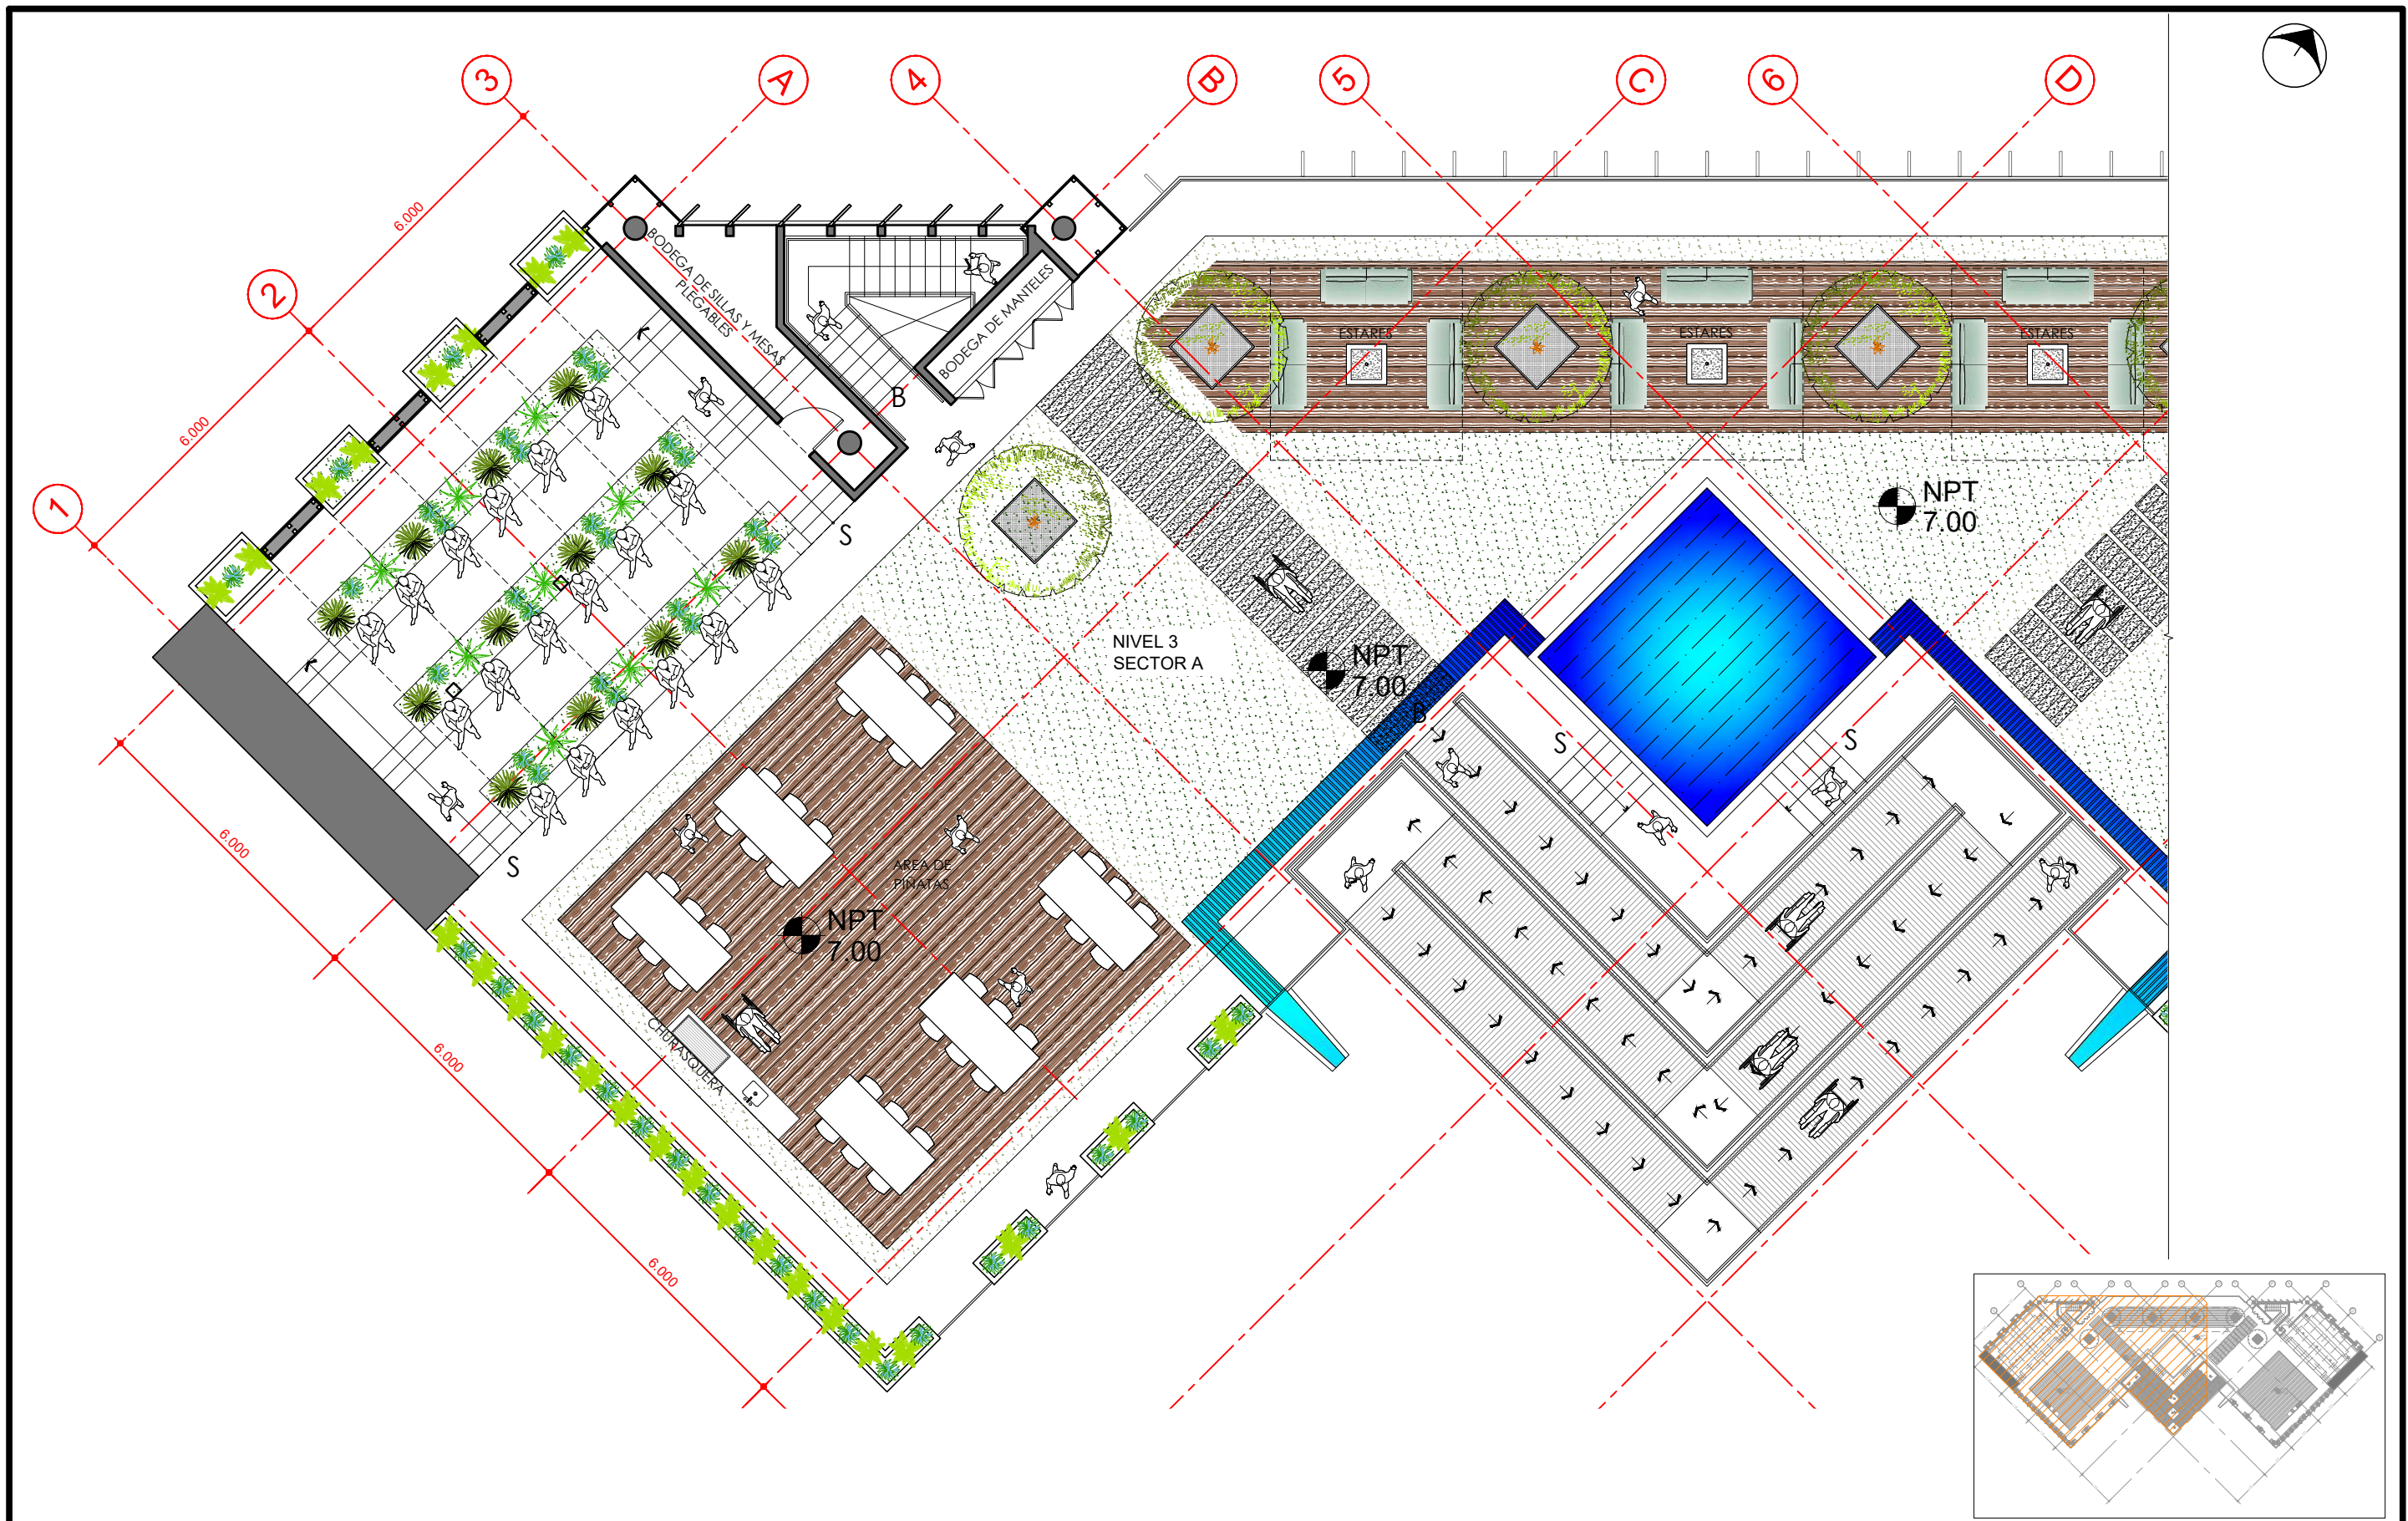 3
A
4
B
5
C
6
D
6.000
2
6.000
1
BODEGA DE SILLAS Y MESAS
PLEGABLES
BODEGA DE MANTELES
B
S
S
ESTARES
ESTARES
ESTARES
NPT
7.00
NIVEL 3
SECTOR A
NPT
7.00
B
S
S
AREA DE
PIÑATAS
NPT
7.00
CHURASQUERA
6.000
6.000
6.000